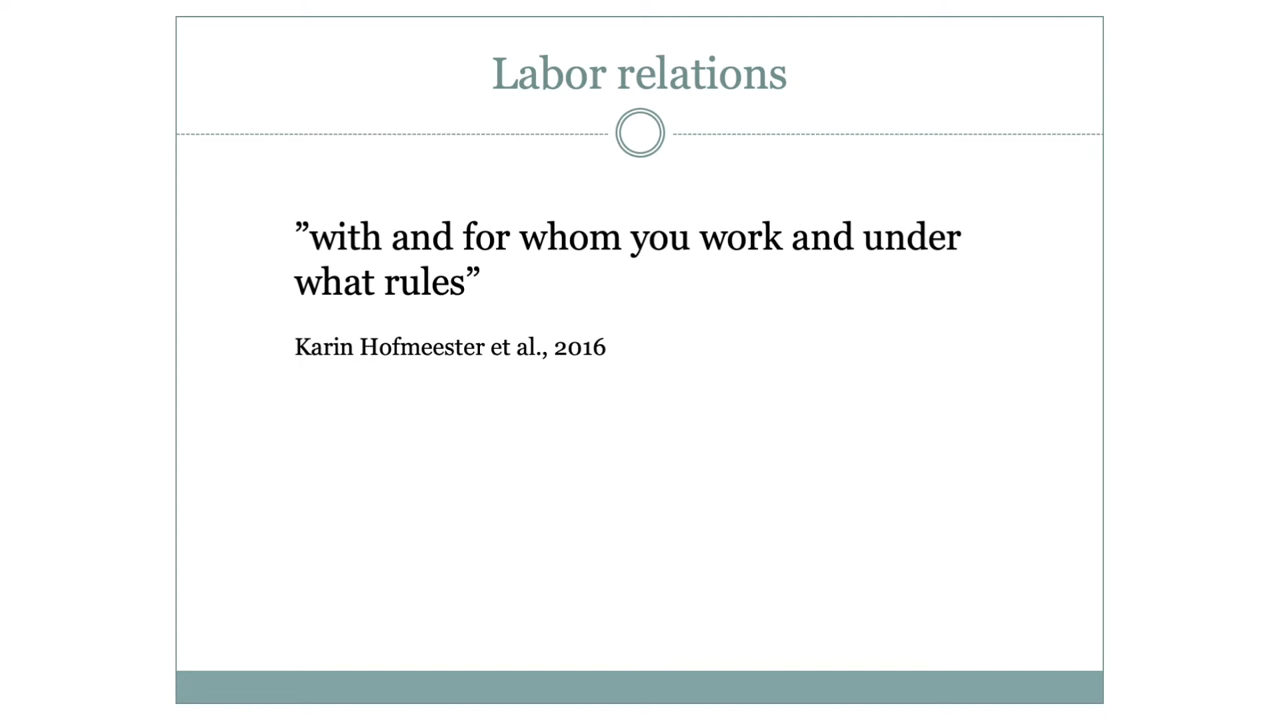 Labor relations
”with and for whom you work and under
what rules”
Karin Hofmeester et al., 2016